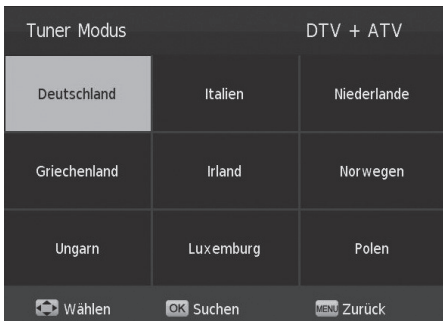 Tuner Modus DTV + ATV
Deutschland Italien Niederlande
Griechenland Irland Norwegen
Ungarn Luxemburg Polen
Wählen OK Suchen MENU Zurück